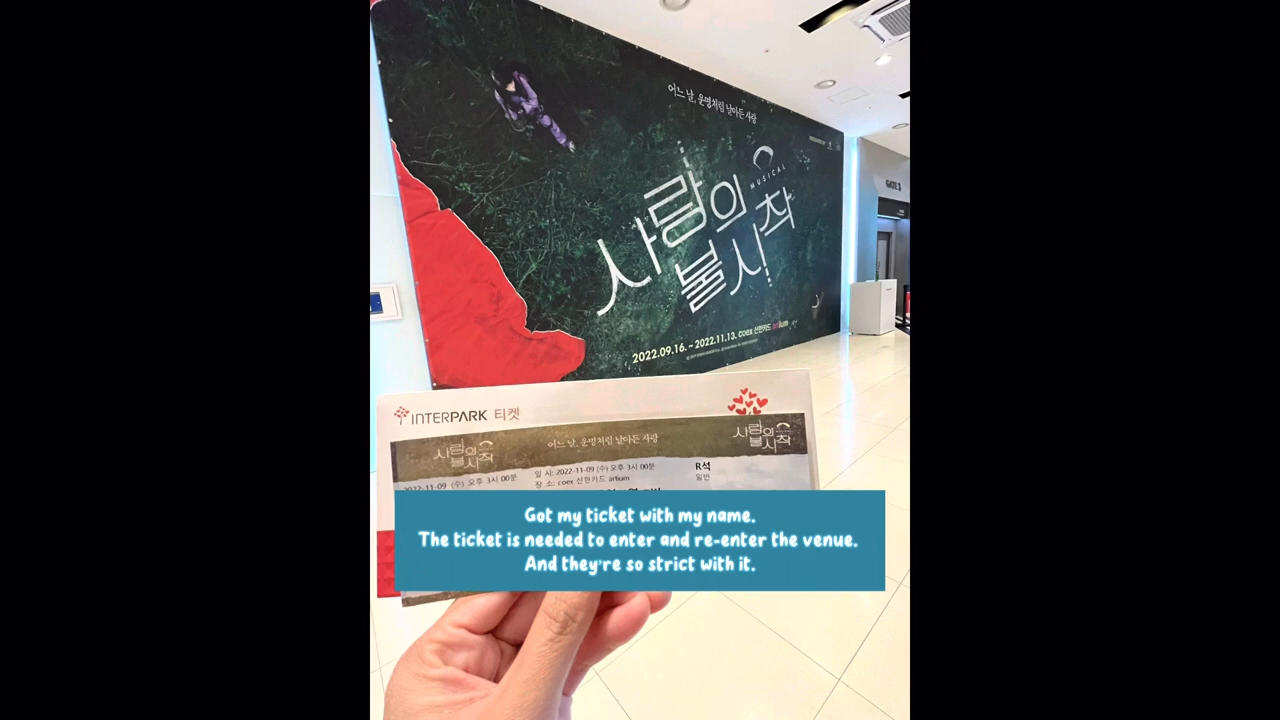 어느 날, 운명처럼 날아든 사랑
사랑의
불시착
MUSICAL
2022.09.16. ~ 2022.11.13. coex 신한카드 artium
GATE 3
INTERPARK 티켓
사랑의
불시착
어느 날, 운명처럼 날아든 사랑
사랑의
불시착
2022-11-09 (수) 오후 3시 00분
일 시: 2022-11-09 (수) 오후 3시 00분
장 소: coex 신한카드 artium
R석
일반
Got my ticket with my name.
The ticket is needed to enter and re-enter the venue.
And they're so strict with it.